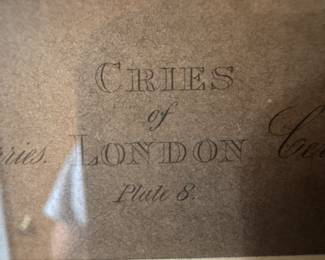 CRIES
of
LONDON
Plate 8.